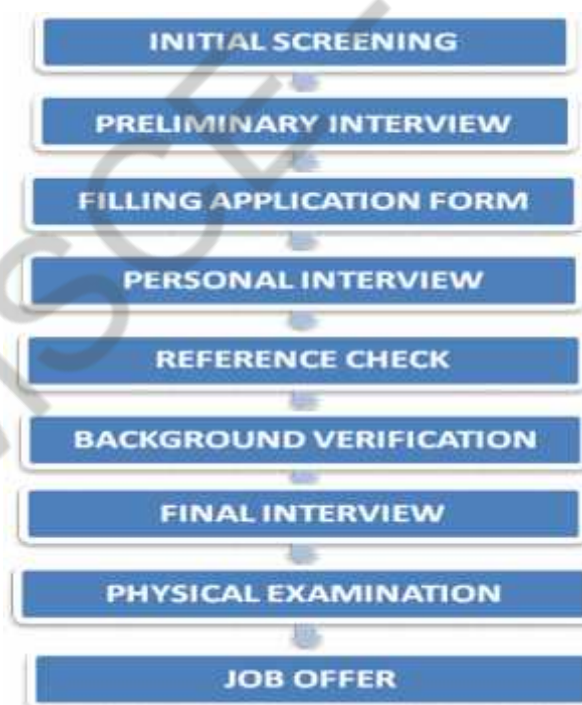 INITIAL SCREENING
PRELIMINARY INTERVIEW
FILLING APPLICATION FORM
PERSONAL INTERVIEW
REFERENCE CHECK
BACKGROUND VERIFICATION
FINAL INTERVIEW
PHYSICAL EXAMINATION
JOB OFFER